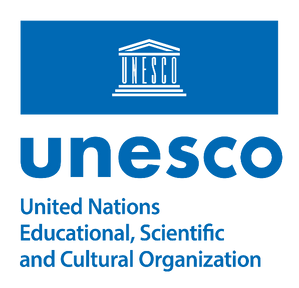 UNESCO
unesco
United Nations
Educational, Scientific
and Cultural Organization